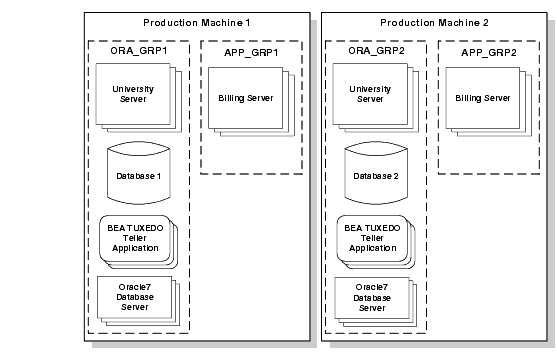 Production Machine 1
ORA_GRP1
University
Server
Database 1
BEA TUXEDO
Teller
Application
Oracle7
Database
Server
APP_GRP1
Billing Server
Production Machine 2
ORA_GRP2
University
Server
Database 2
BEA TUXEDO
Teller
Application
Oracle7
Database
Server
APP_GRP2
Billing Server